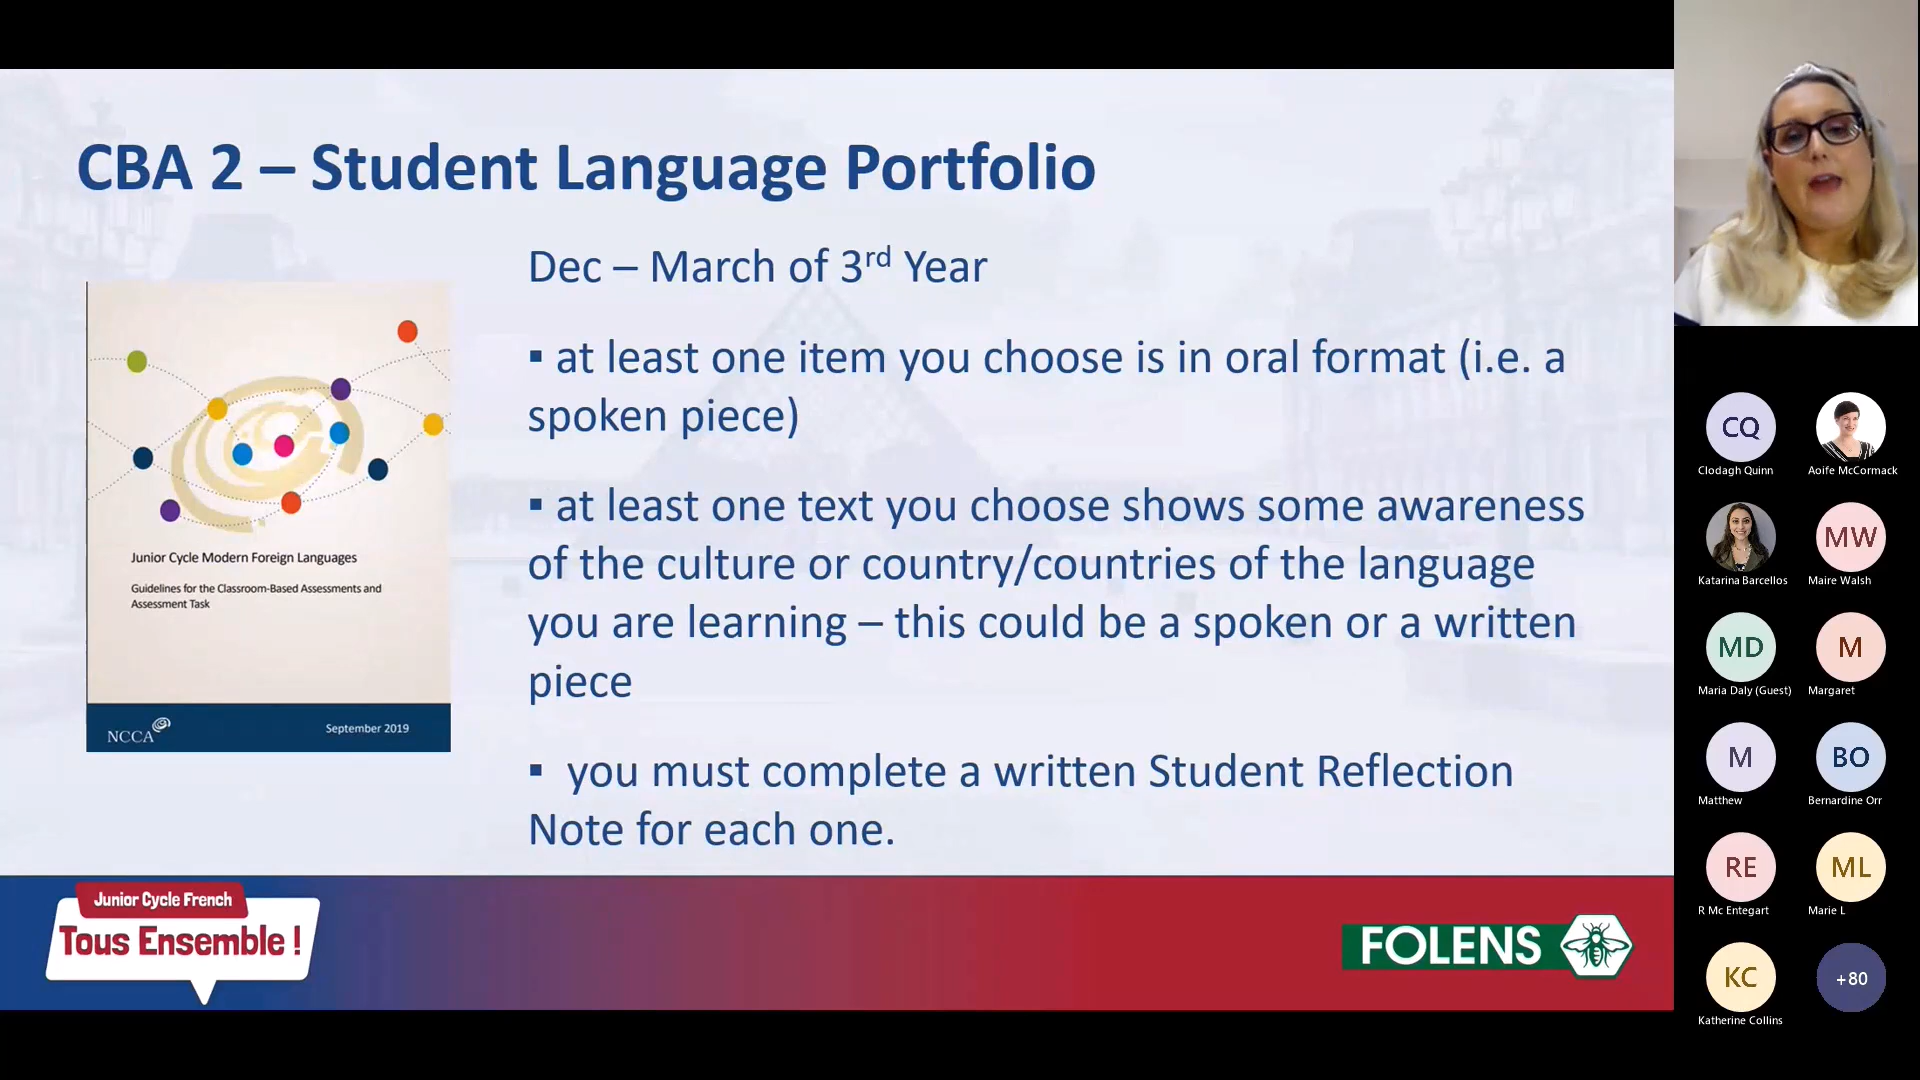 CBA 2 – Student Language Portfolio
Dec – March of 3rd Year
▪ at least one item you choose is in oral format (i.e. a
spoken piece)
▪ at least one text you choose shows some awareness
of the culture or country/countries of the language
you are learning – this could be a spoken or a written
piece
▪ you must complete a written Student Reflection
Note for each one.
Junior Cycle Modern Foreign Languages
Guidelines for the Classroom-Based Assessments and
Assessment Task
NCCA
September 2019
Junior Cycle French
Tous Ensemble !
FOLENS
CQ
Clodagh Quinn
Aoife McCormack
Katarina Barcellos
MW
Maire Walsh
MD
Maria Daly (Guest)
M
Margaret
M
Matthew
BO
Bernardine Orr
RE
R Mc Entegart
ML
Marie L
KC
Katherine Collins
+80